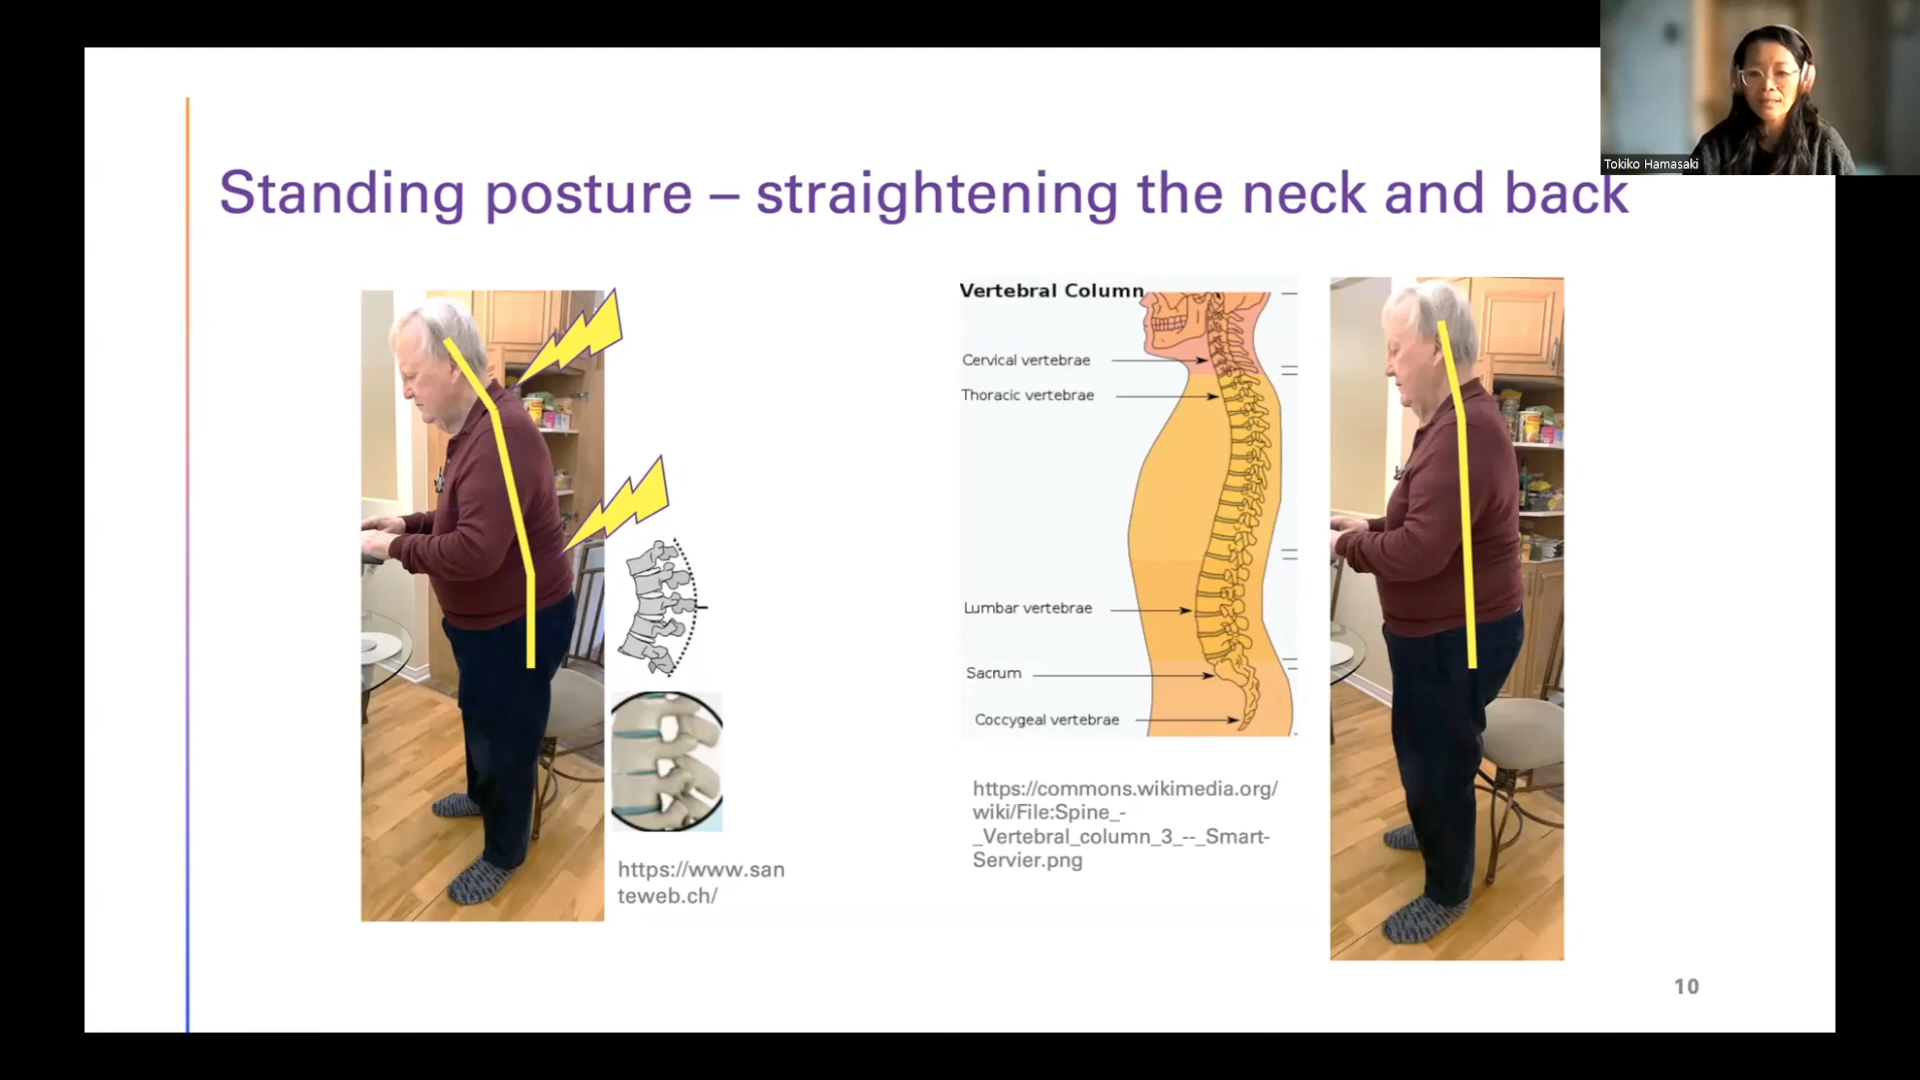 Tokiko Hamasaki
Standing posture – straightening the neck and back
Vertebral Column
Cervical vertebrae
Thoracic vertebrae
Lumbar vertebrae
Sacrum
Coccygeal vertebrae
https://www.san
teweb.ch/
https://commons.wikimedia.org/
wiki/File:Spine_-
_Vertebral_column_3_--_Smart-
Servier.png
10